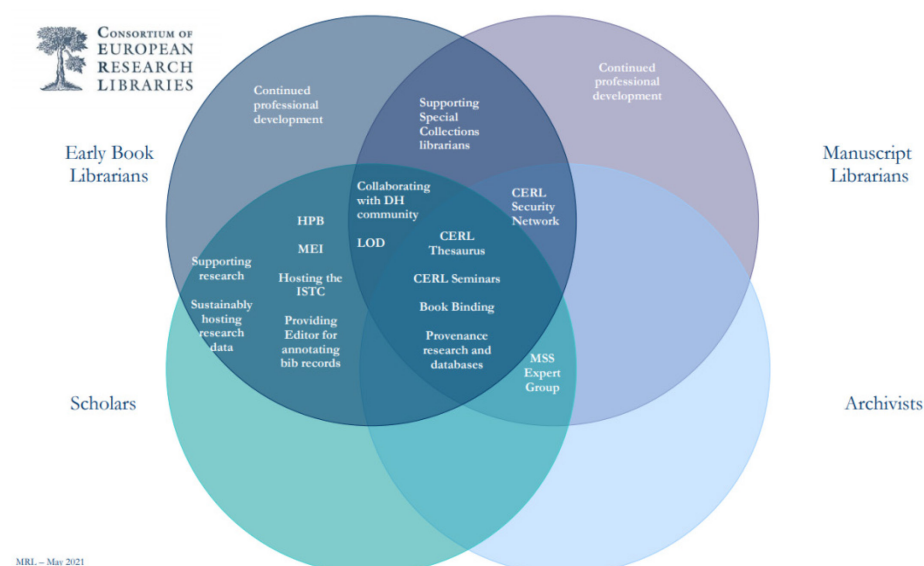 CONSORTIUM OF
EUROPEAN
RESEARCH
LIBRARIES
Continued
professional
development
Supporting
Special
Collections
librarians
Continued
professional
development
Early Book
Librarians
Manuscript
Librarians
Collaborating
with DH
community
LOD
CERL
Security
Network
HPB
MEI
Hosting the
ISTC
Providing
Editor for
annotating
bib records
Supporting
research
Sustainably
hosting
research
data
CERL
Thesaurus
CERL Seminars
Book Binding
Provenance
research and
databases
MSS
Expert
Group
Scholars
Archivists
MRL – May 2021